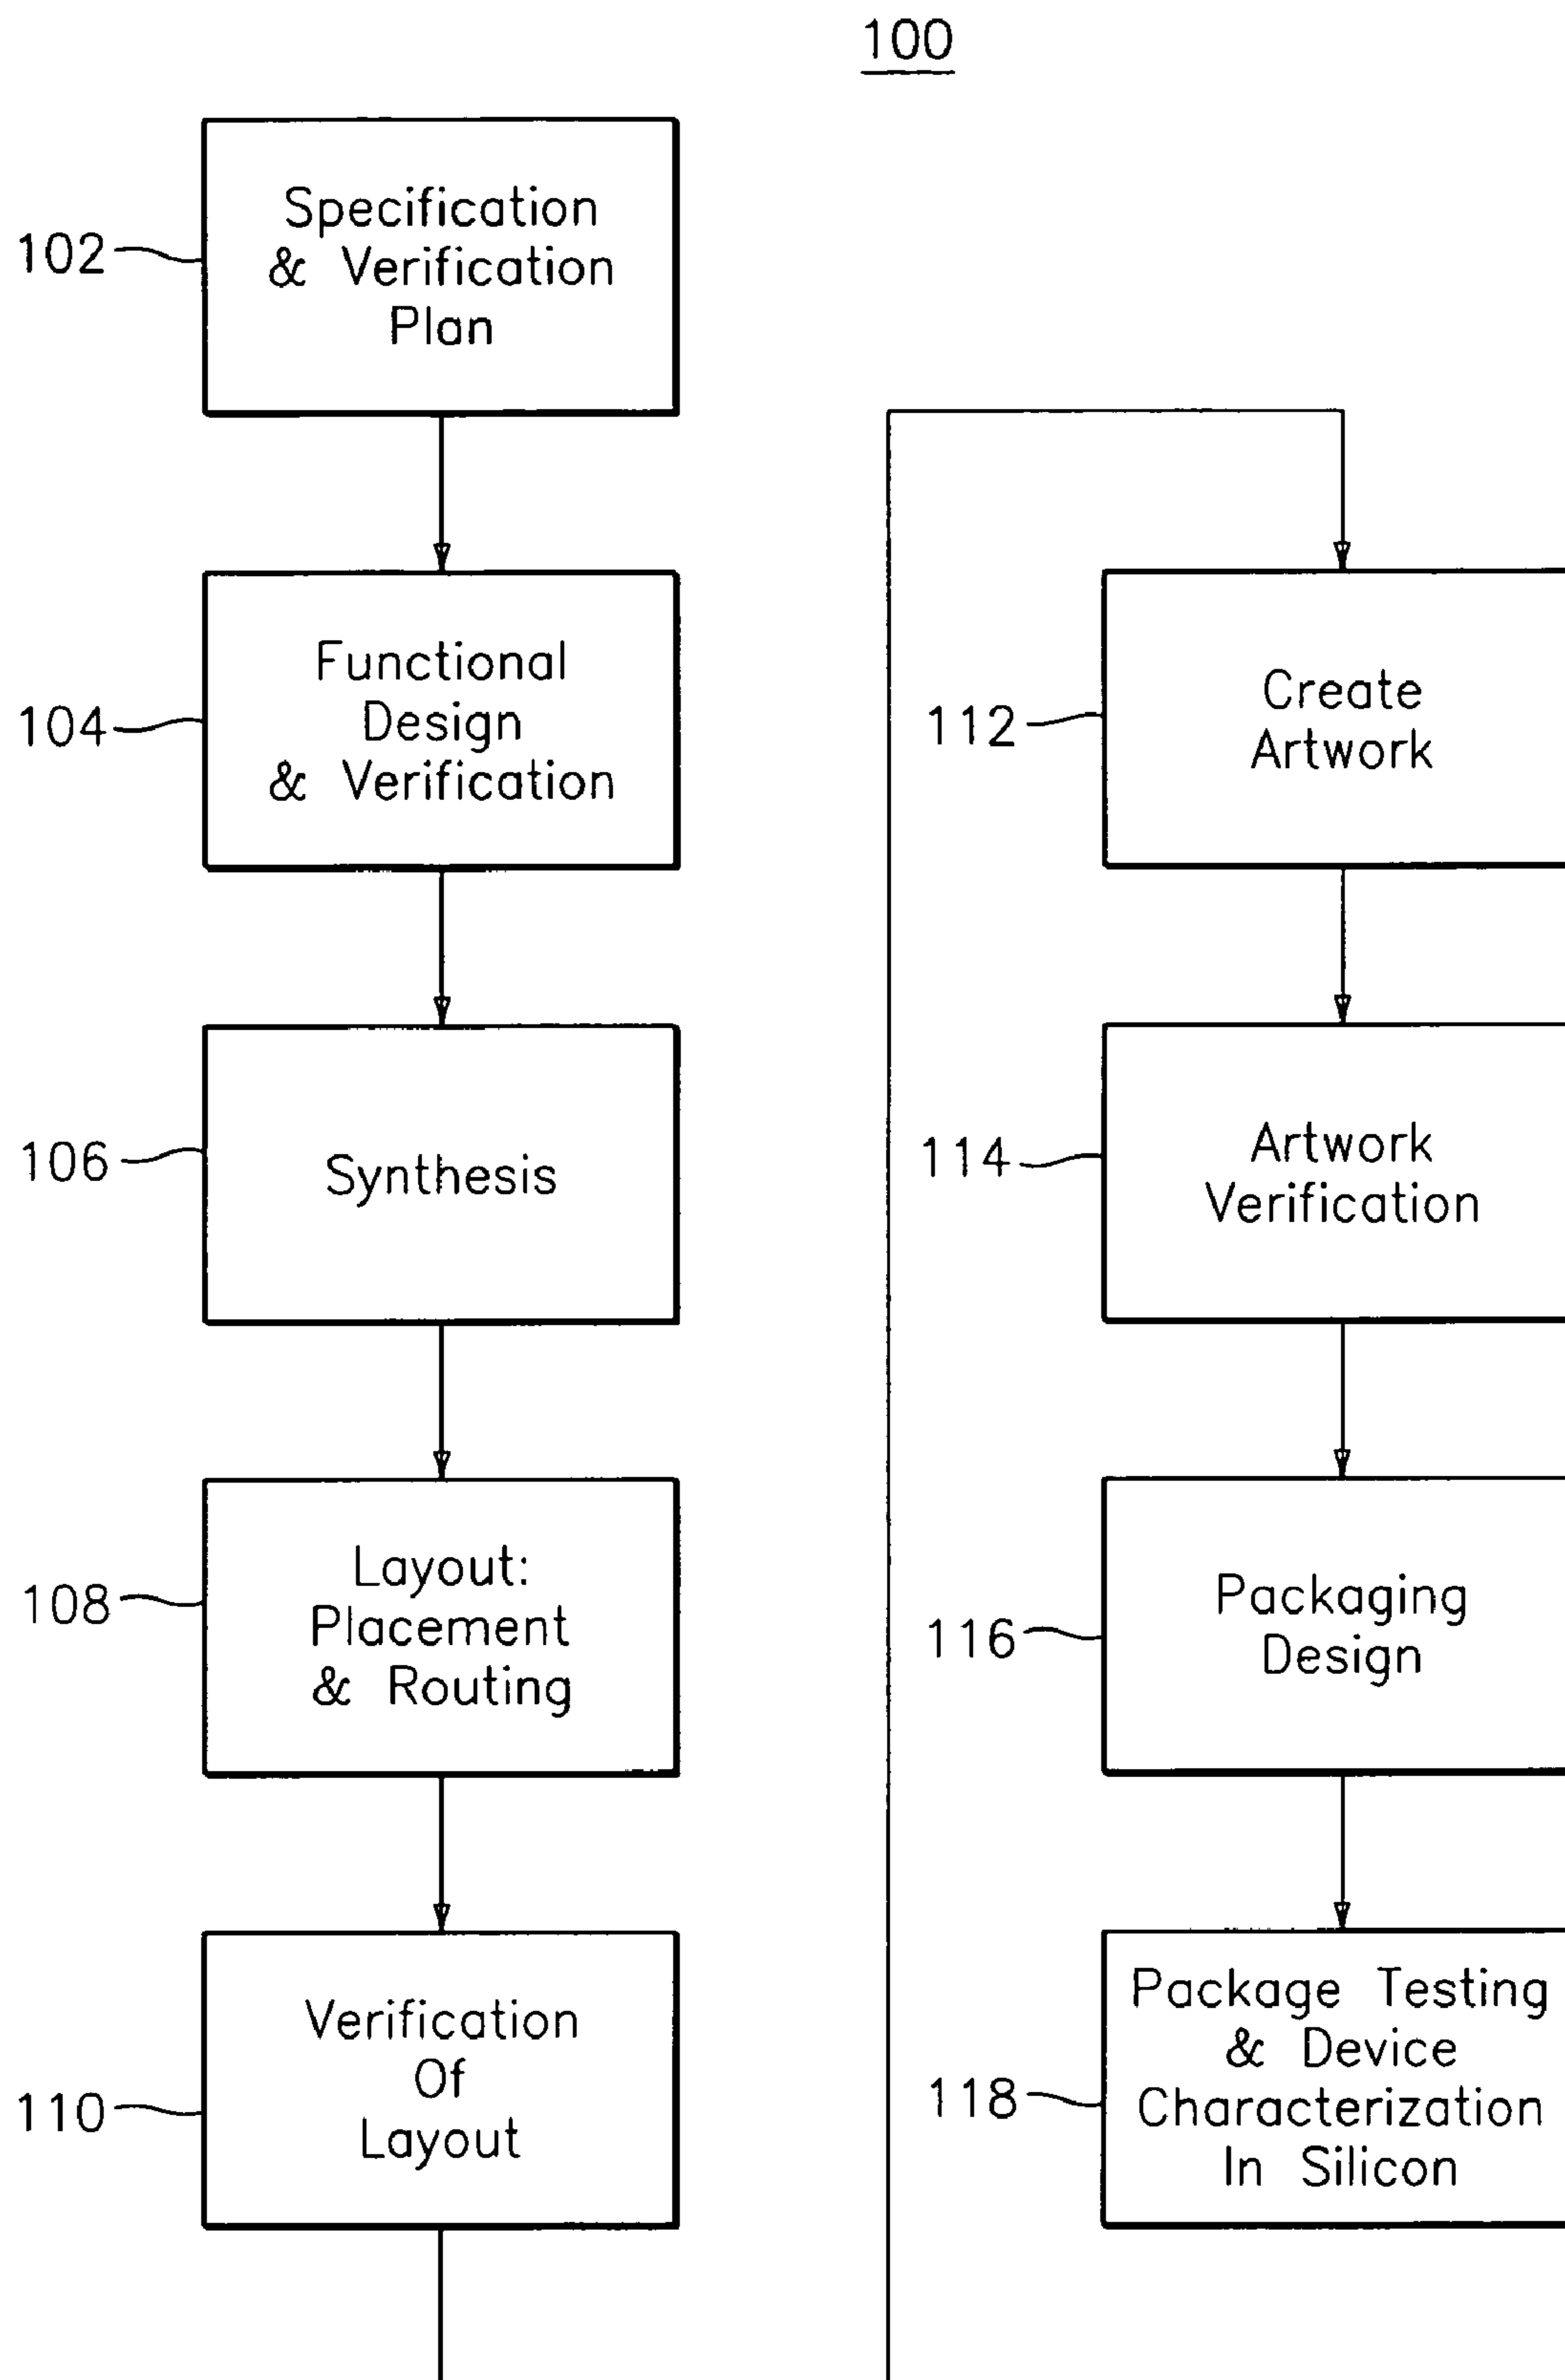 100
102
Specification
& Verification
Plan
104
Functional
Design
& Verification
106
Synthesis
108
Layout:
Placement
& Routing
110
Verification
Of
Layout
112
Create
Artwork
114
Artwork
Verification
116
Packaging
Design
118
Package Testing
& Device
Characterization
In Silicon